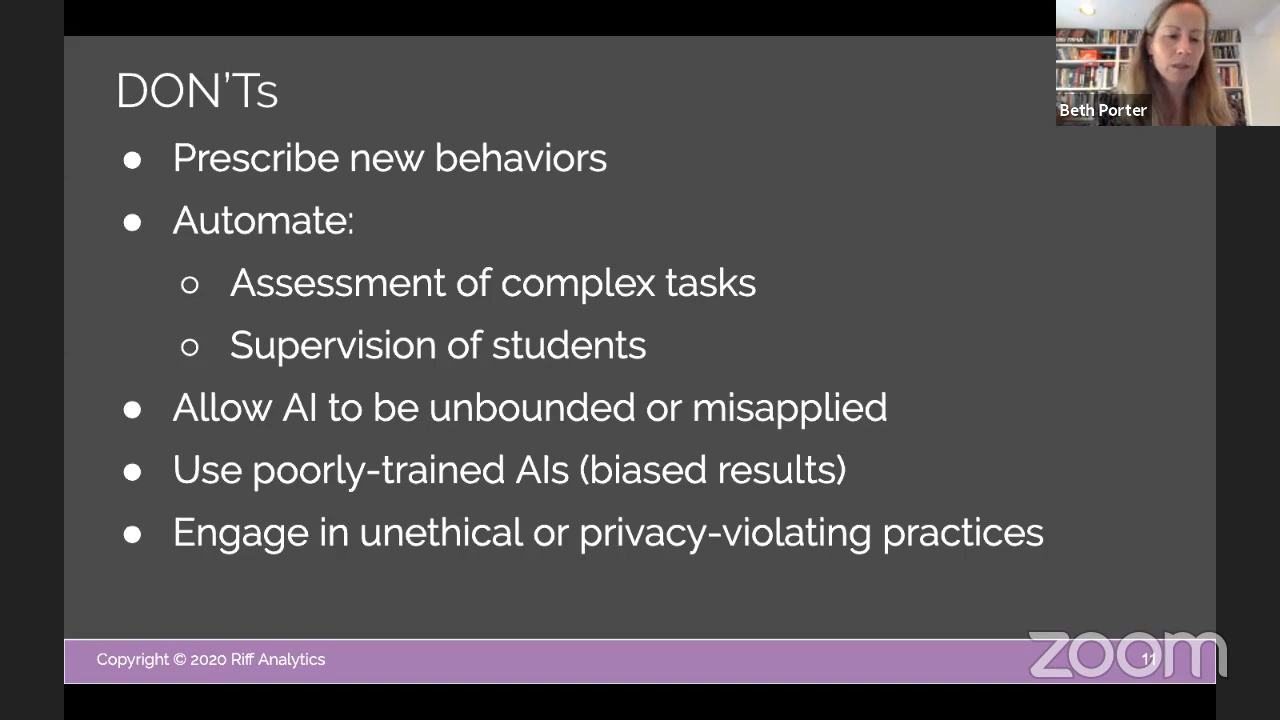 DON'Ts
● Prescribe new behaviors
● Automate:
○ Assessment of complex tasks
○ Supervision of students
● Allow AI to be unbounded or misapplied
● Use poorly-trained AIs (biased results)
● Engage in unethical or privacy-violating practices
Beth Porter
Copyright © 2020 Riff Analytics
11
zoom